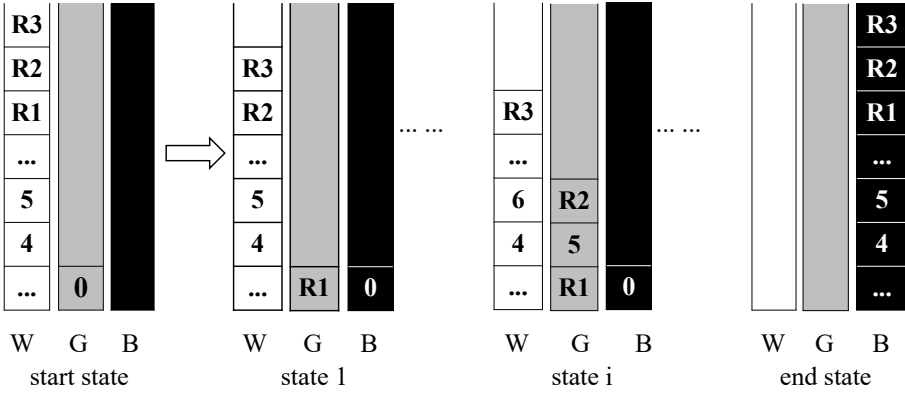 R3
R2
R1
...
5
4
...
0
W G B
start state
R3
R2
...
5
4
...
R1
0
W G B
state 1
... ...
R3
...
6
4
...
R2
5
R1
0
W G B
state i
... ...
R3
R2
R1
...
5
4
...
W G B
end state